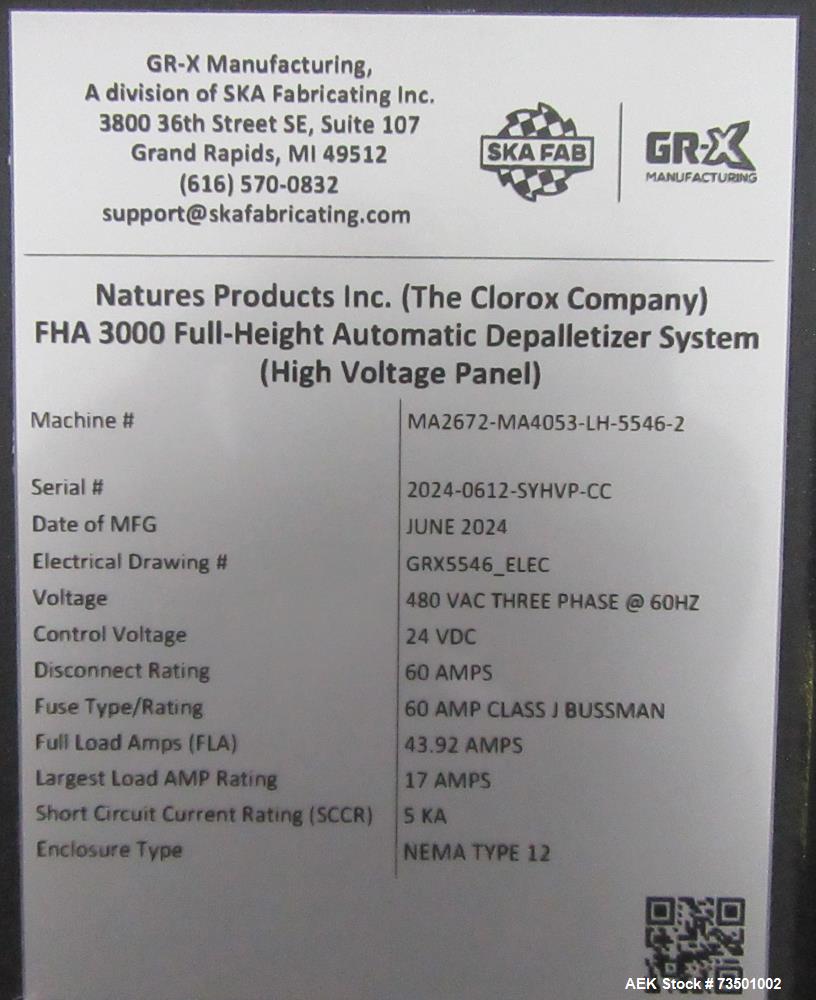 GR-X Manufacturing,
A division of SKA Fabricating Inc.
3800 36th Street SE, Suite 107
Grand Rapids, MI 49512
(616) 570-0832
support@skafabricating.com
SKA FAB
GR-X
MANUFACTURING
Natures Products Inc. (The Clorox Company)
FHA 3000 Full-Height Automatic Depalletizer System
(High Voltage Panel)
Machine # MA2672-MA4053-LH-5546-2
Serial # 2024-0612-SYHVP-CC
Date of MFG JUNE 2024
Electrical Drawing # GRX5546_ELEC
Voltage 480 VAC THREE PHASE @ 60HZ
Control Voltage 24 VDC
Disconnect Rating 60 AMPS
Fuse Type/Rating 60 AMP CLASS J BUSSMAN
Full Load Amps (FLA) 43.92 AMPS
Largest Load AMP Rating 17 AMPS
Short Circuit Current Rating (SCCR) 5 KA
Enclosure Type NEMA TYPE 12
AEK Stock # 73501002